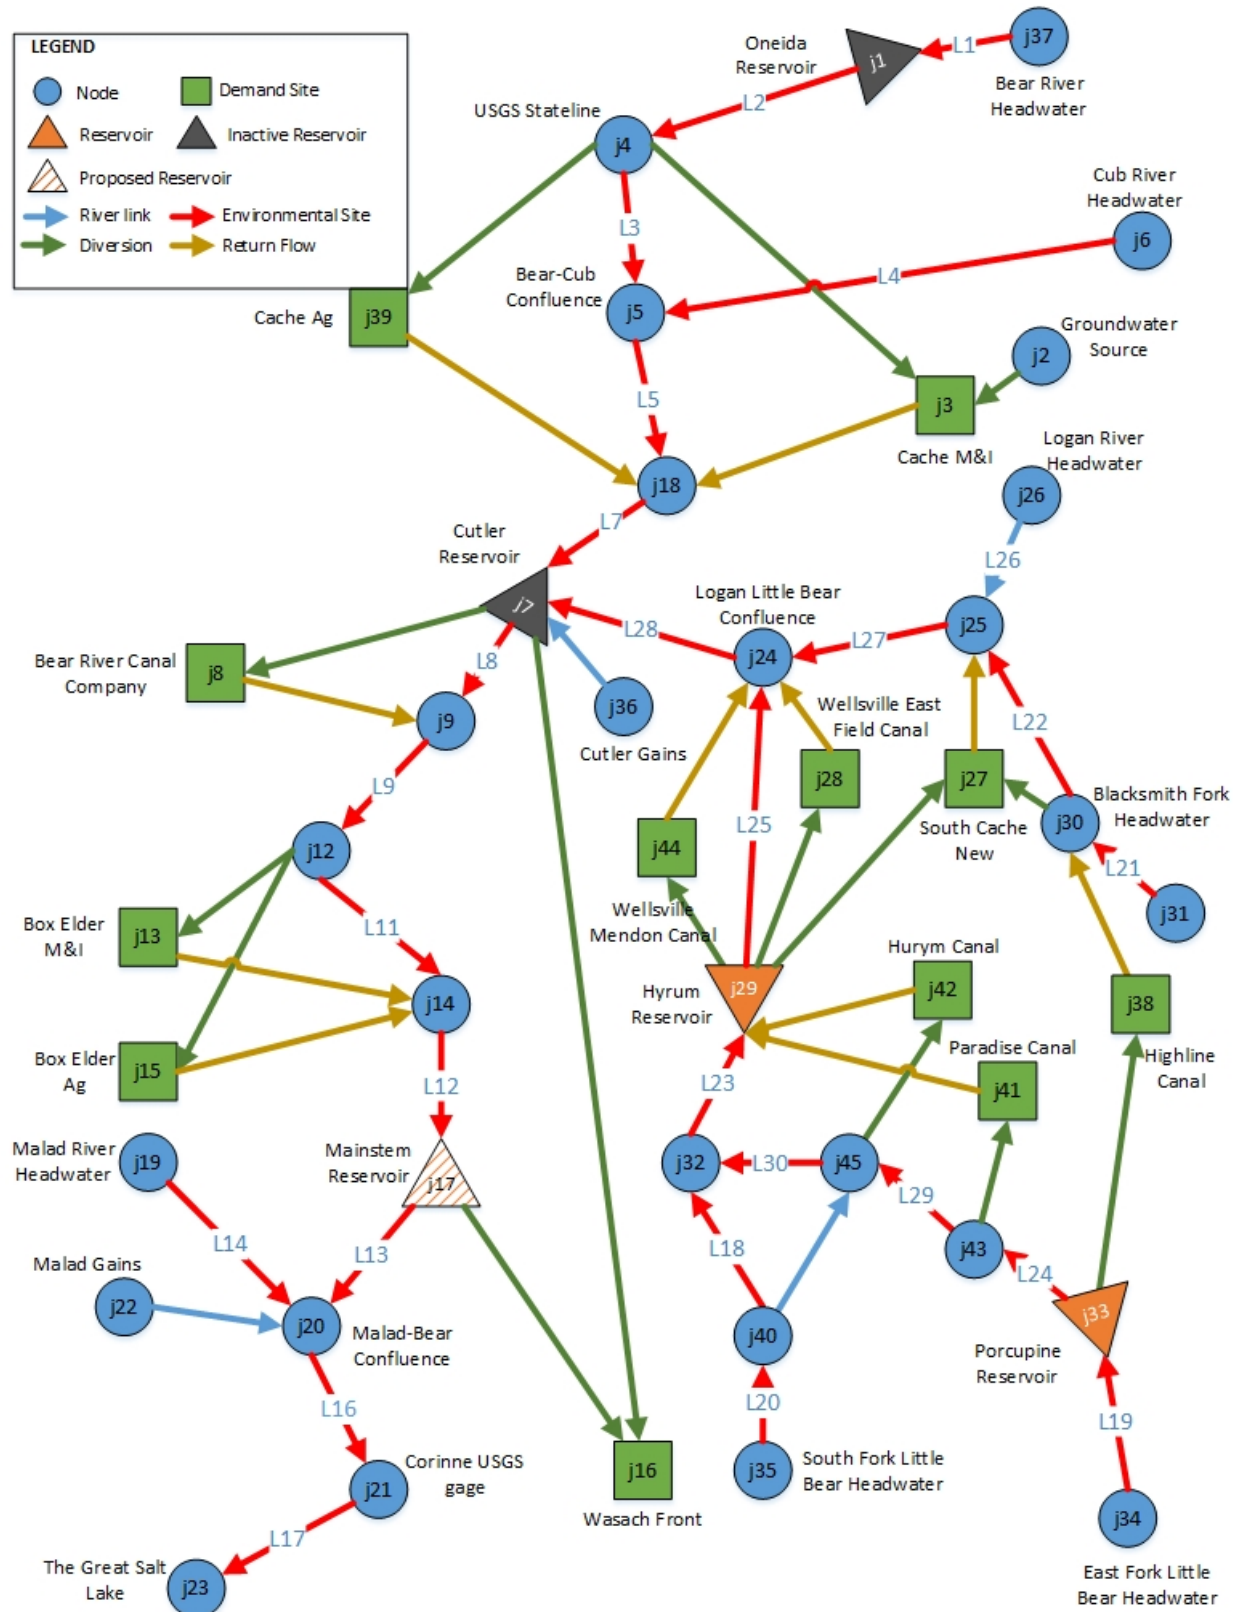 LEGEND
Node
Demand Site
Reservoir
Inactive Reservoir
Proposed Reservoir
River link
Environmental Site
Diversion
Return Flow
Oneida
Reservoir
j1
L1
j37
Bear River
Headwater
L2
USGS Stateline
j4
Cub River
Headwater
j6
L3
L4
Bear-Cub
Confluence
j5
Cache Ag
j39
Groundwater
Source
j2
L5
j3
Cache M&I
Logan River
Headwater
j26
j18
L7
Cutler
Reservoir
j7
L26
Logan Little Bear
Confluence
j25
L27
L28
j24
Bear River Canal
Company
j8
L8
j9
j36
Cutler Gains
Wellsville East
Field Canal
L22
j28
j27
South Cache
New
Blacksmith Fork
Headwater
j30
L9
L25
j44
j12
L21
j31
Wellsville
Mendon Canal
Box Elder
M&I
j13
L11
Hurym Canal
j42
j29
Hyrum
Reservoir
j14
j38
Highline
Canal
Paradise Canal
j41
Box Elder
Ag
j15
L12
L23
Malad River
Headwater
j19
Mainstem
Reservoir
j17
j32
L30
j45
L29
L14
L13
L18
j43
L24
Malad Gains
j22
j20
Malad-Bear
Confluence
j40
j33
Porcupine
Reservoir
L16
L20
L19
Corinne USGS
gage
j21
j16
Wasach Front
j35
South Fork Little
Bear Headwater
j34
East Fork Little
Bear Headwater
L17
The Great Salt
Lake
j23